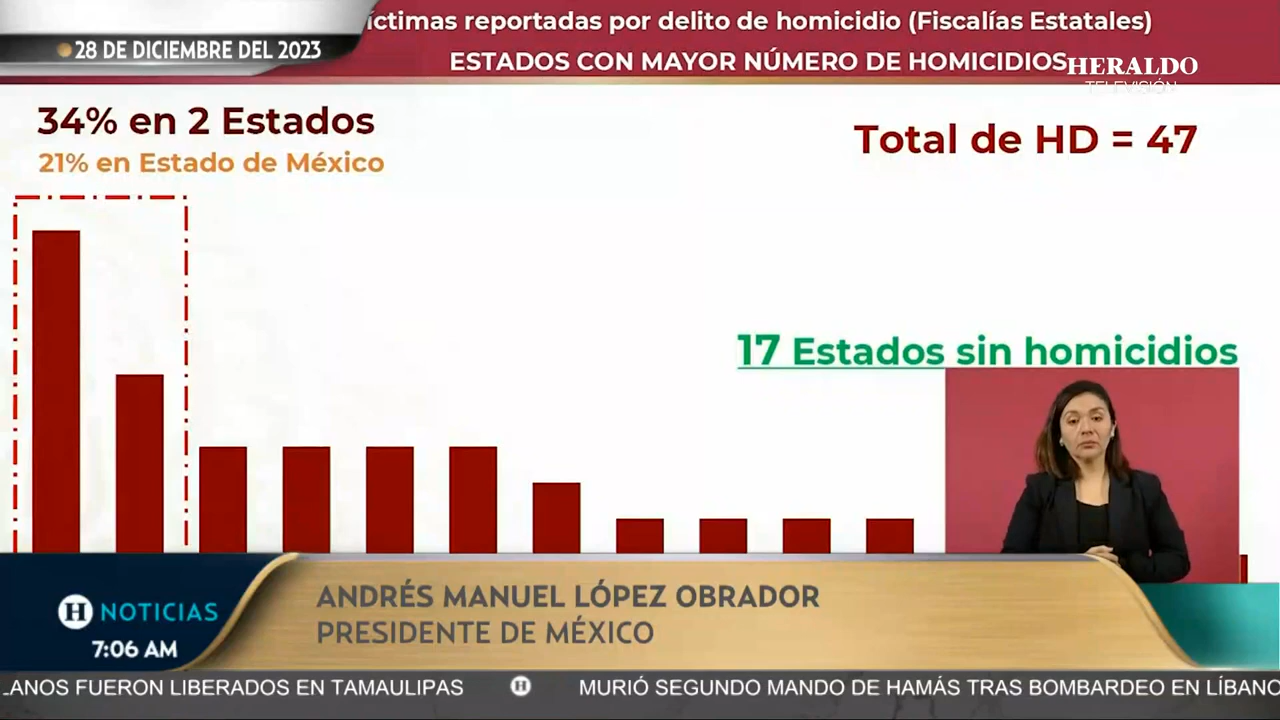 íctimas reportadas por delito de homicidio (Fiscalías Estatales)
28 DE DICIEMBRE DEL 2023
ESTADOS CON MAYOR NÚMERO DE HOMICIDIOS
HERALDO
TELEVISIÓN
34% en 2 Estados
21% en Estado de México
Total de HD = 47
17 Estados sin homicidios
ANDRÉS MANUEL LÓPEZ OBRADOR
PRESIDENTE DE MÉXICO
H NOTICIAS
7:06 AM
ANOS FUERON LIBERADOS EN TAMAULIPAS H MURIÓ SEGUNDO MANDO DE HAMÁS TRAS BOMBARDEO EN LÍBANO